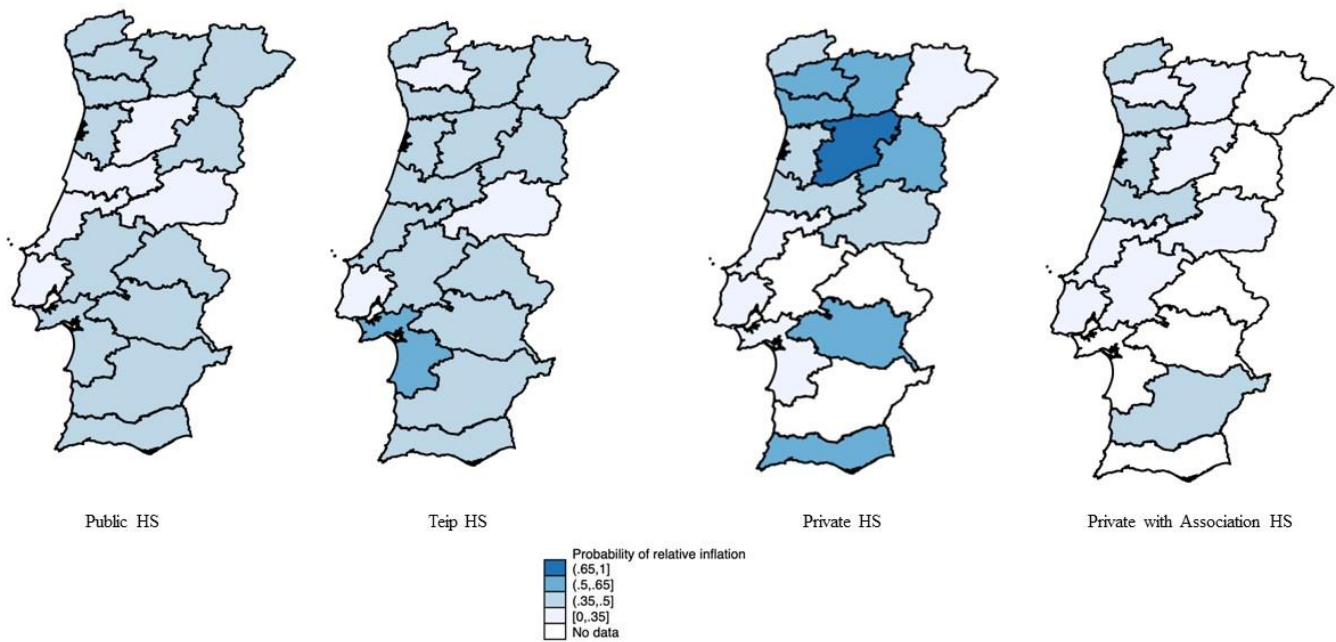 Public HS
Teip HS
Private HS
Private with Association HS
Probability of relative inflation
(.65,1]
(.5,.65]
(.35,.5]
[0,.35]
No data